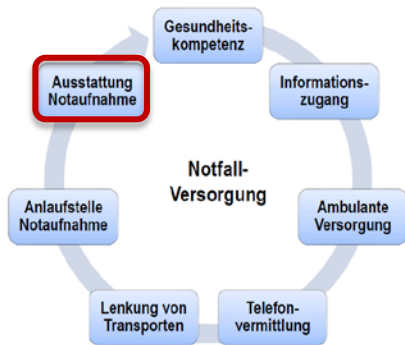 Gesundheits-
kompetenz
Informations-
zugang
Ambulante
Versorgung
Telefon-
vermittlung
Lenkung von
Transporten
Anlaufstelle
Notaufnahme
Ausstattung
Notaufnahme
Notfall-
Versorgung